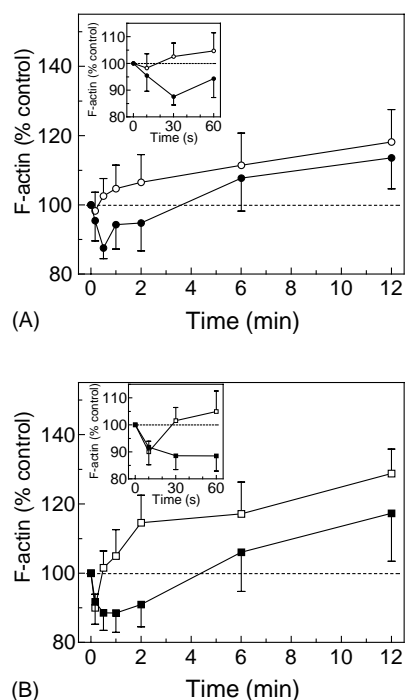 110
100
90
80
F-actin (% control)
0 30 60
Time (s)
140
120
100
80
F-actin (% control)
0 2 4 6 8 10 12
(A)
Time (min)
110
100
90
80
F-actin (% control)
0 30 60
Time (s)
140
120
100
80
F-actin (% control)
0 2 4 6 8 10 12
(B)
Time (min)